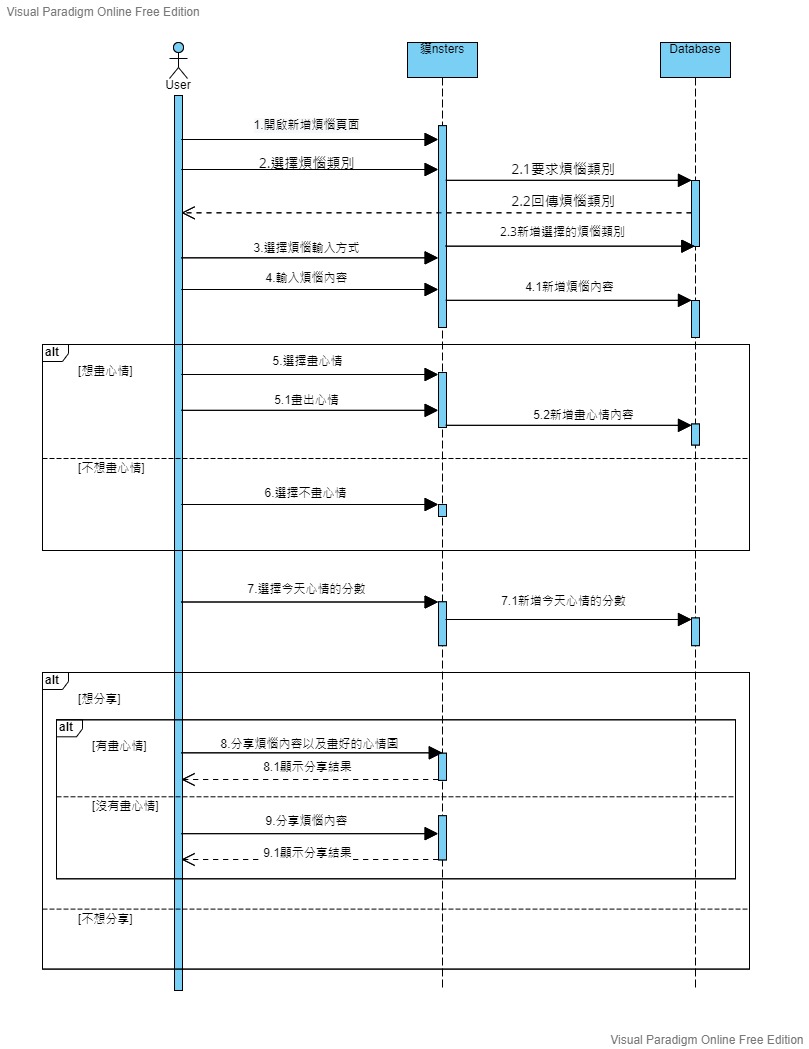 Visual Paradigm Online Free Edition
貘nsters
Database
User
1.開啟新增煩惱頁面
2.選擇煩惱類別
2.1要求煩惱類別
2.2回傳煩惱類別
2.3新增選擇的煩惱類別
3.選擇煩惱輸入方式
4.輸入煩惱內容
4.1新增煩惱內容
alt
[想畫心情]
5.選擇畫心情
5.1畫出心情
5.2新增畫心情內容
[不想畫心情]
6.選擇不畫心情
7.選擇今天心情的分數
7.1新增今天心情的分數
alt
[想分享]
alt
[有畫心情]
8.分享煩惱內容以及畫好的心情圖
8.1顯示分享結果
[沒有畫心情]
9.分享煩惱內容
9.1顯示分享結果
[不想分享]
Visual Paradigm Online Free Edition